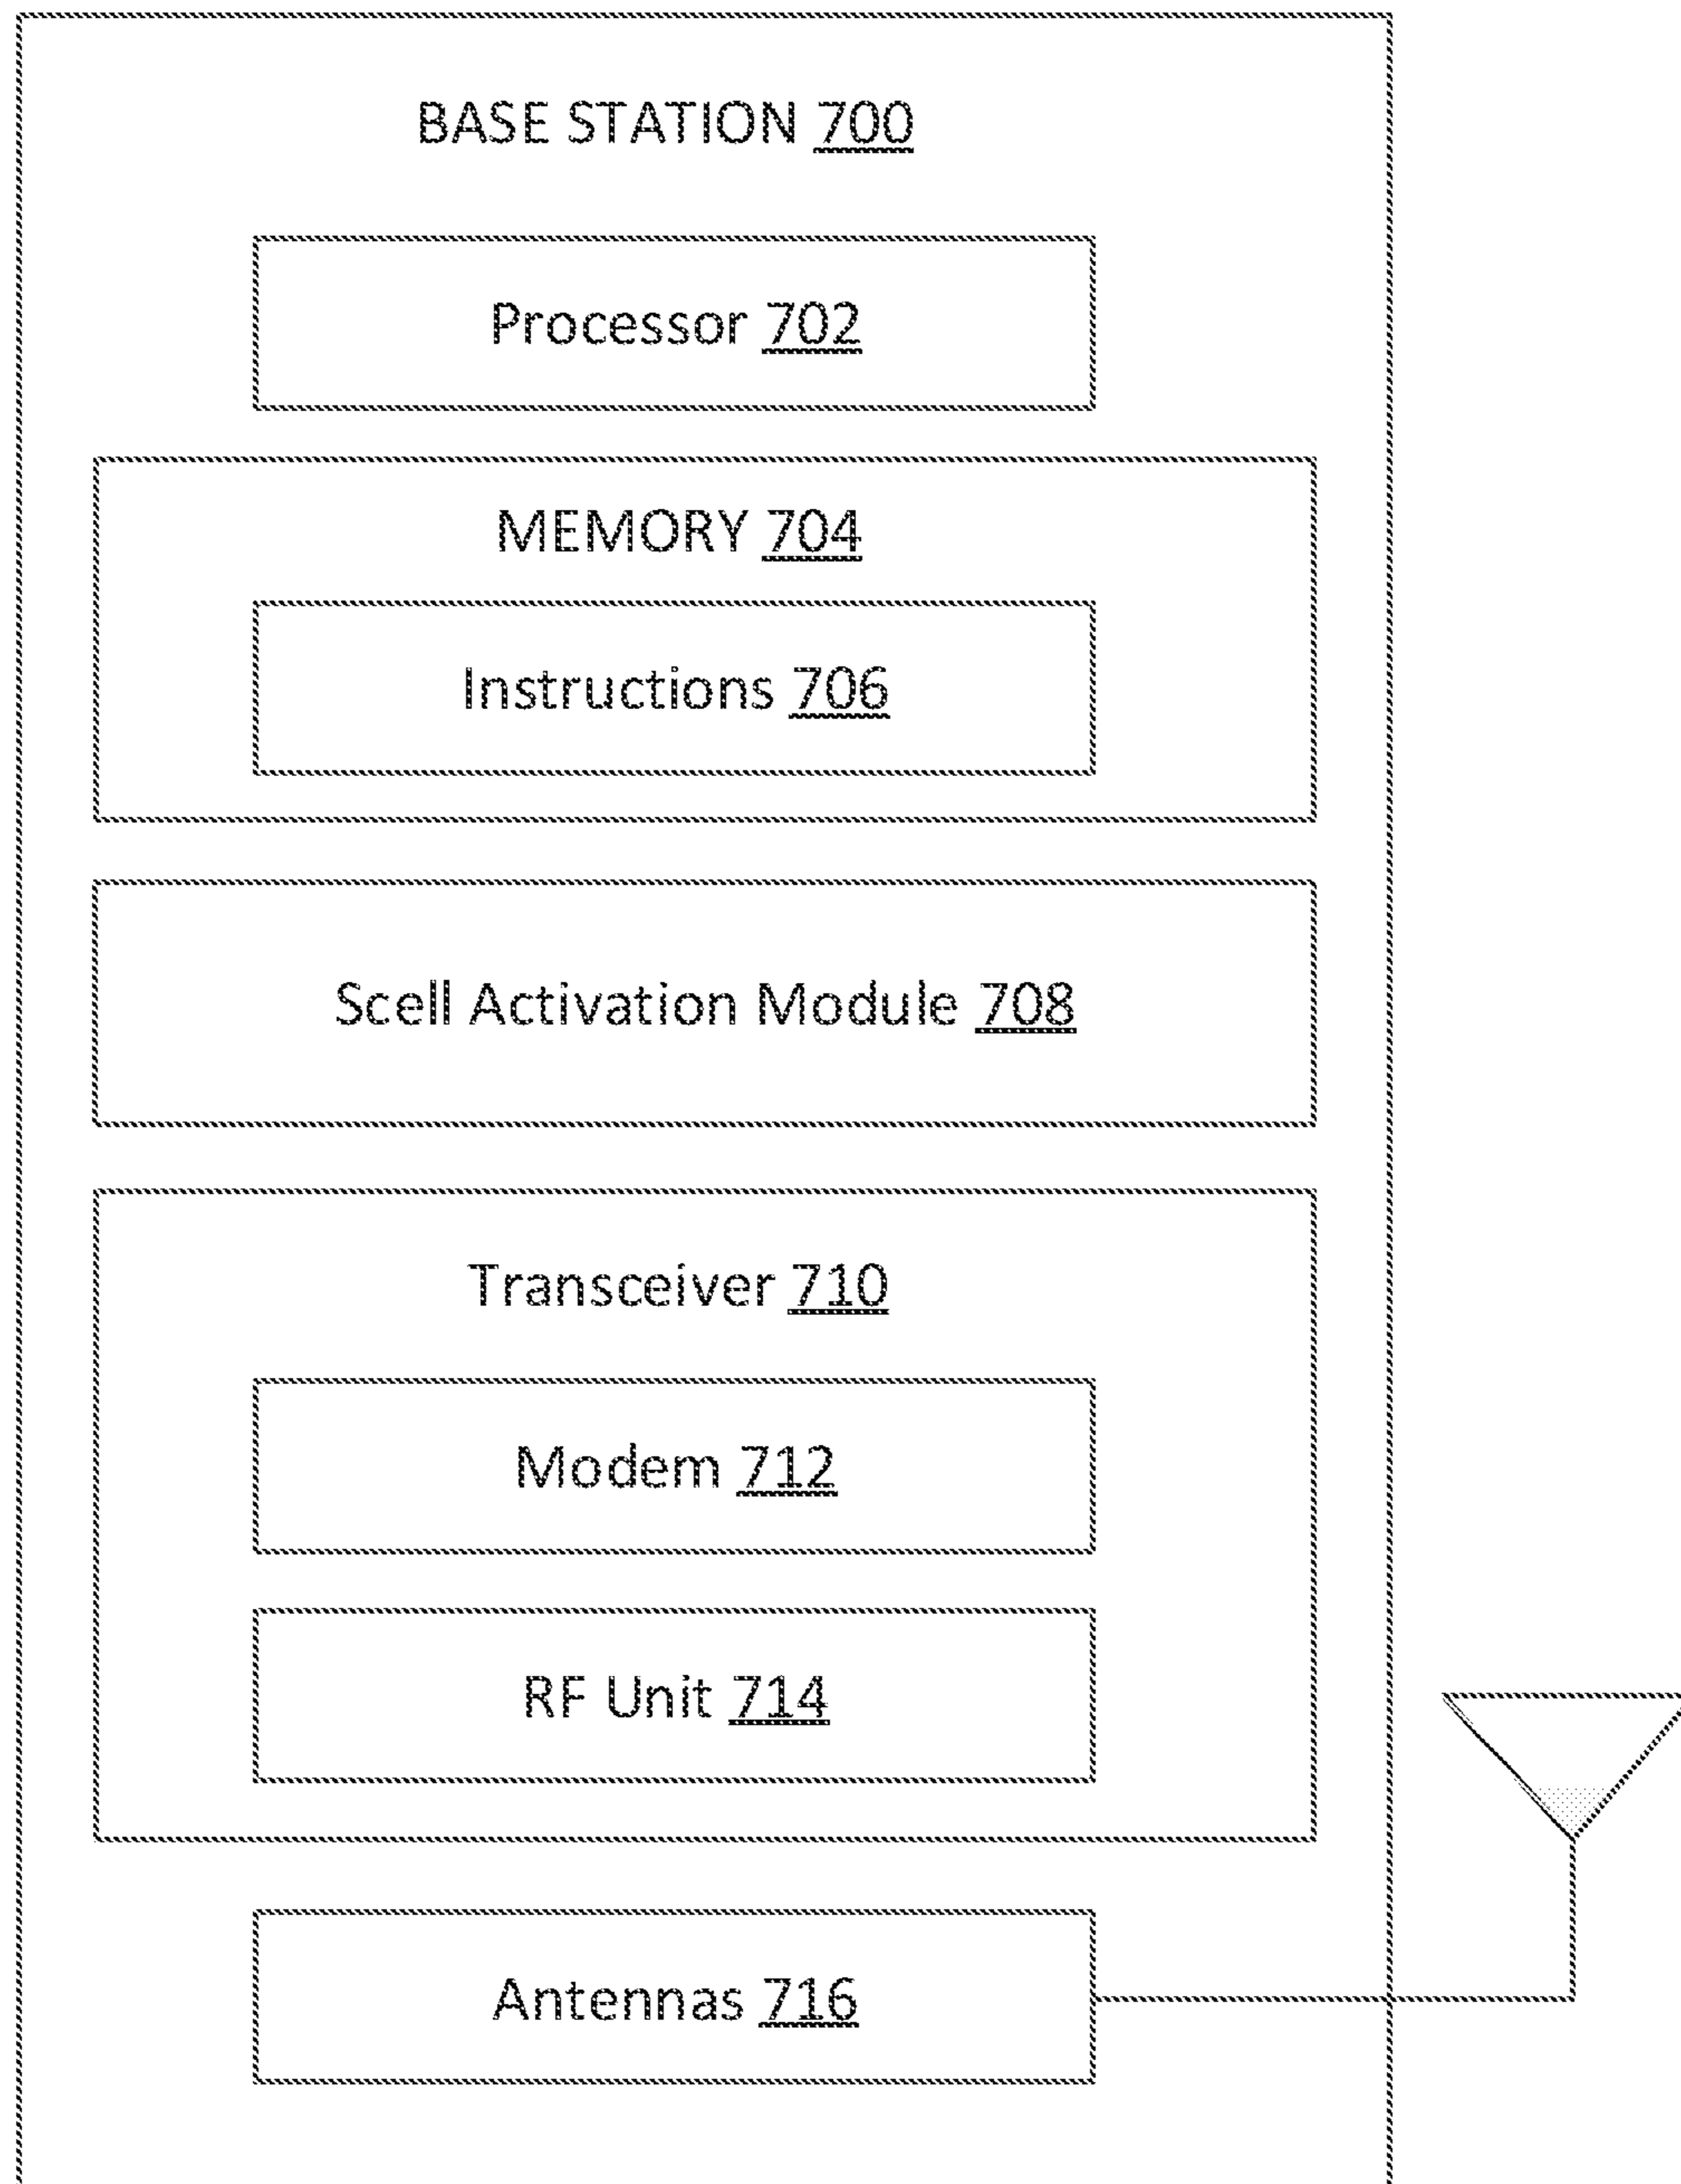 BASE STATION 700
Processor 702
MEMORY 704
Instructions 706
Scell Activation Module 708
Transceiver 710
Modem 712
RF Unit 714
Antennas 716